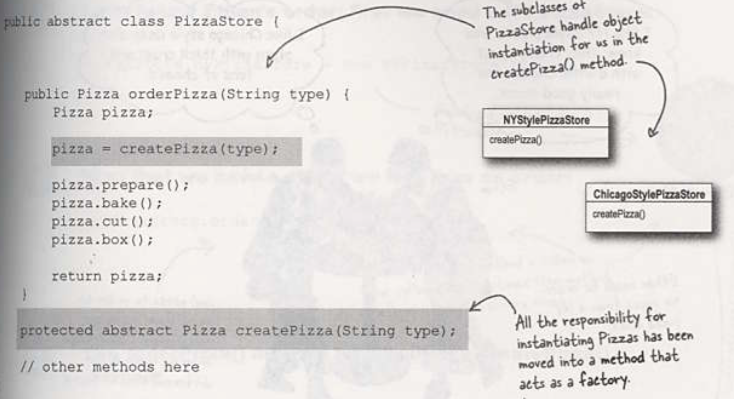 public abstract class PizzaStore {
public Pizza orderPizza(String type) {
Pizza pizza;
pizza = createPizza(type);
pizza.prepare();
pizza.bake();
pizza.cut();
pizza.box();
return pizza;
}
protected abstract Pizza createPizza(String type);
// other methods here
The subclasses of
PizzaStore handle object
instantiation for us in the
createPizza() method.
NYStylePizzaStore
createPizza()
ChicagoStylePizzaStore
createPizza()
All the responsibility for
instantiating Pizzas has been
moved into a method that
acts as a factory.